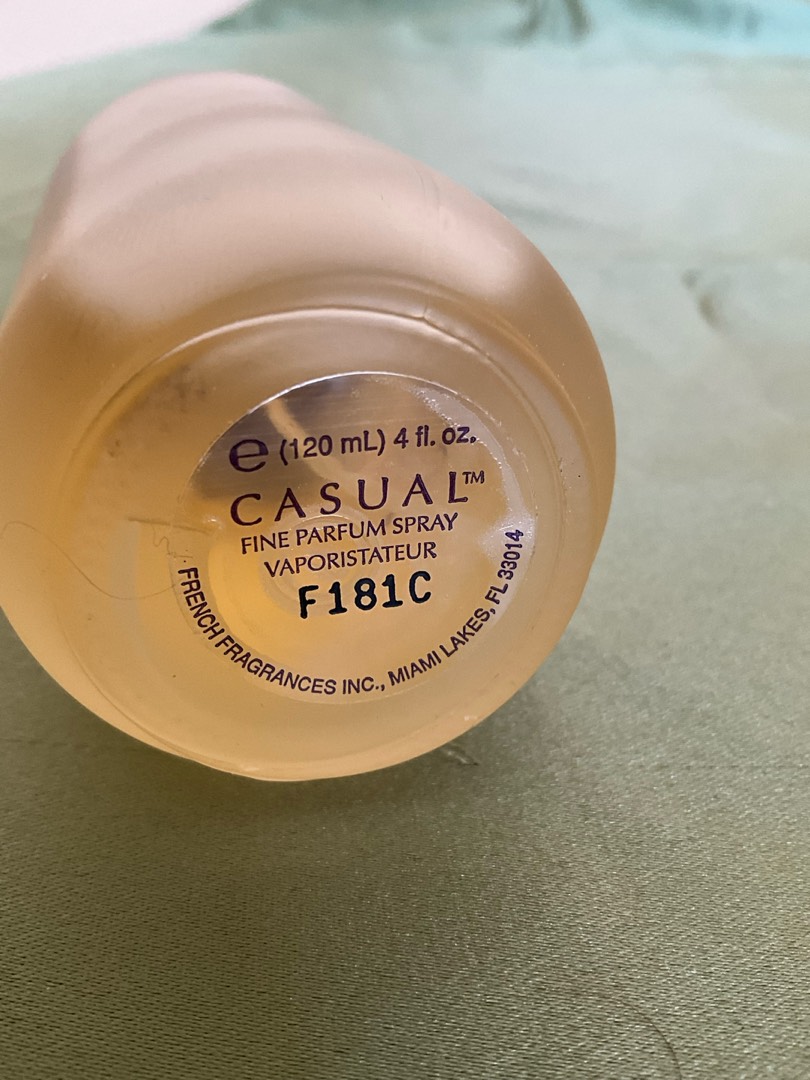 e (120 mL) 4 fl. oz.
CASUAL™
FINE PARFUM SPRAY
VAPORISTATEUR
F181C
FRENCH FRAGRANCES INC., MIAMI LAKES, FL 33014